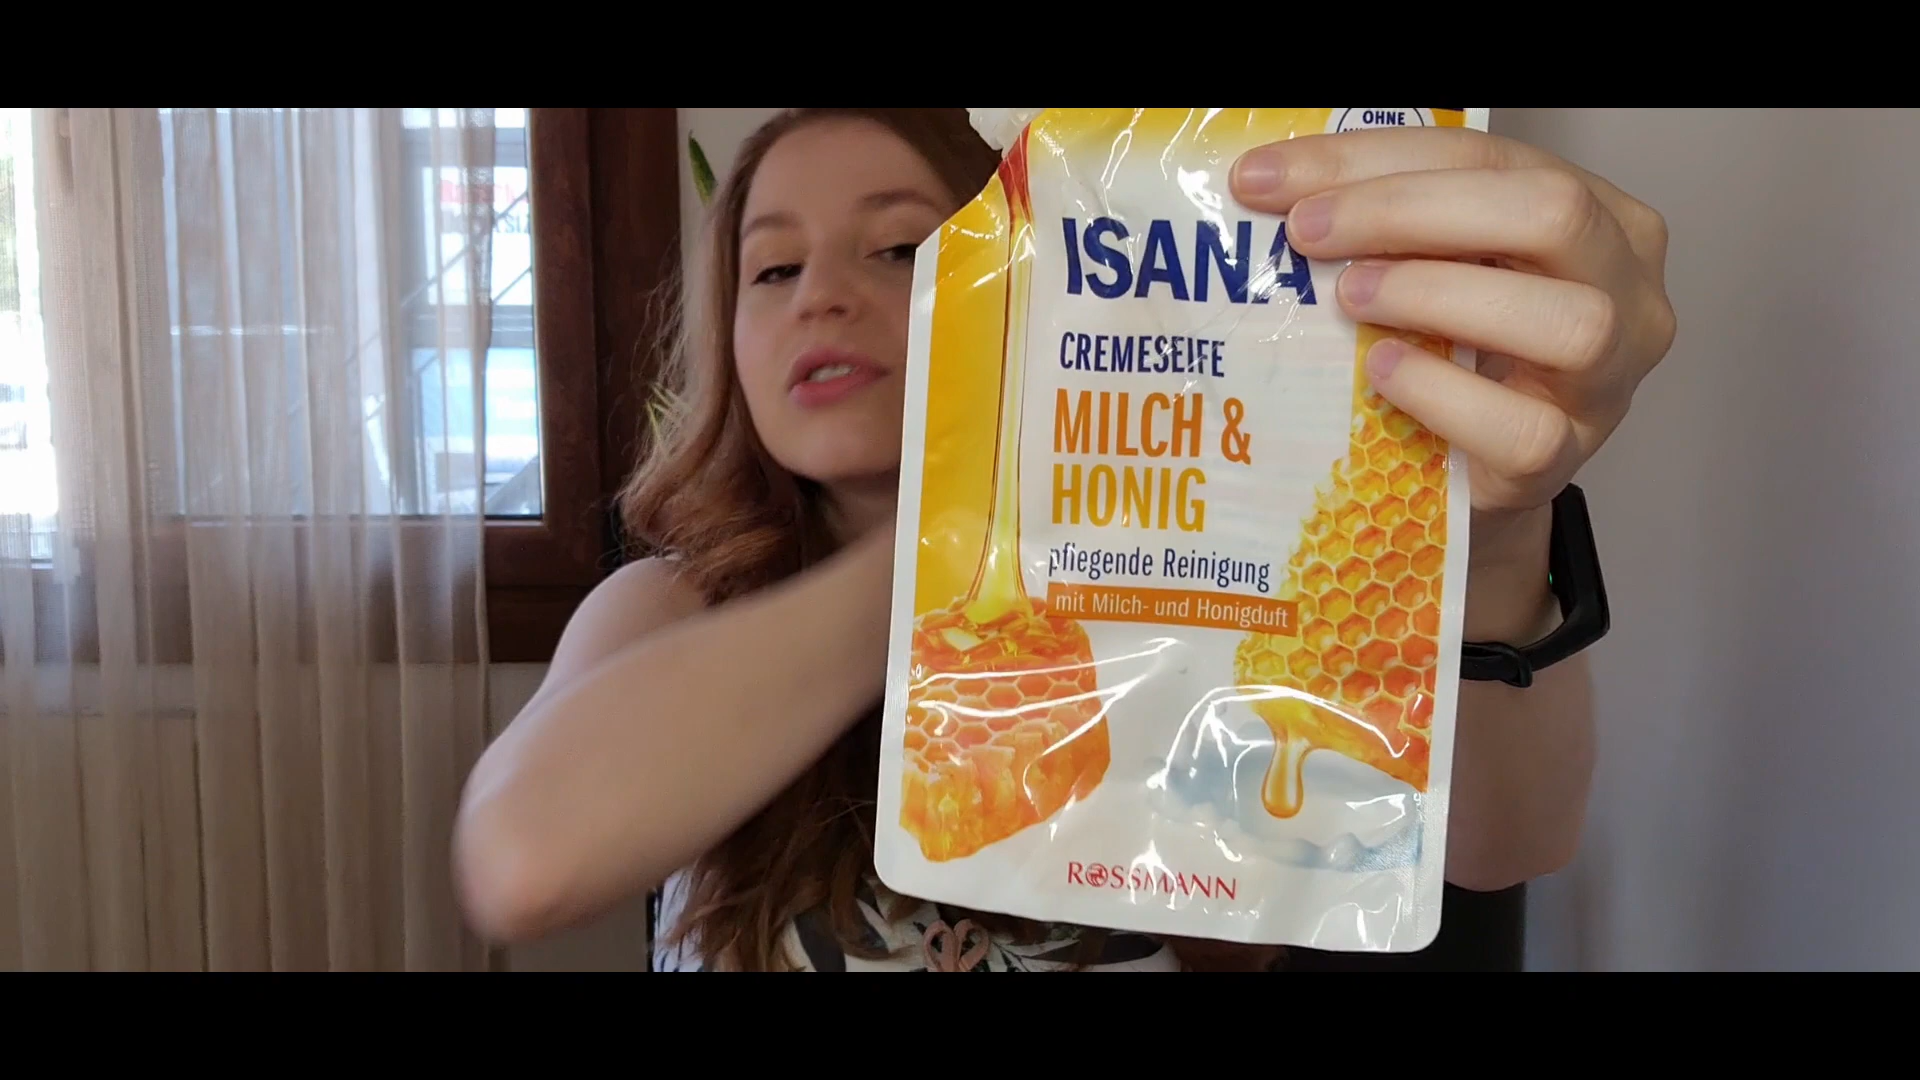 OHNE
ISANA
CREMESEIFE
MILCH &
HONIG
pflegende Reinigung
mit Milch- und Honigduft
ROSSMANN